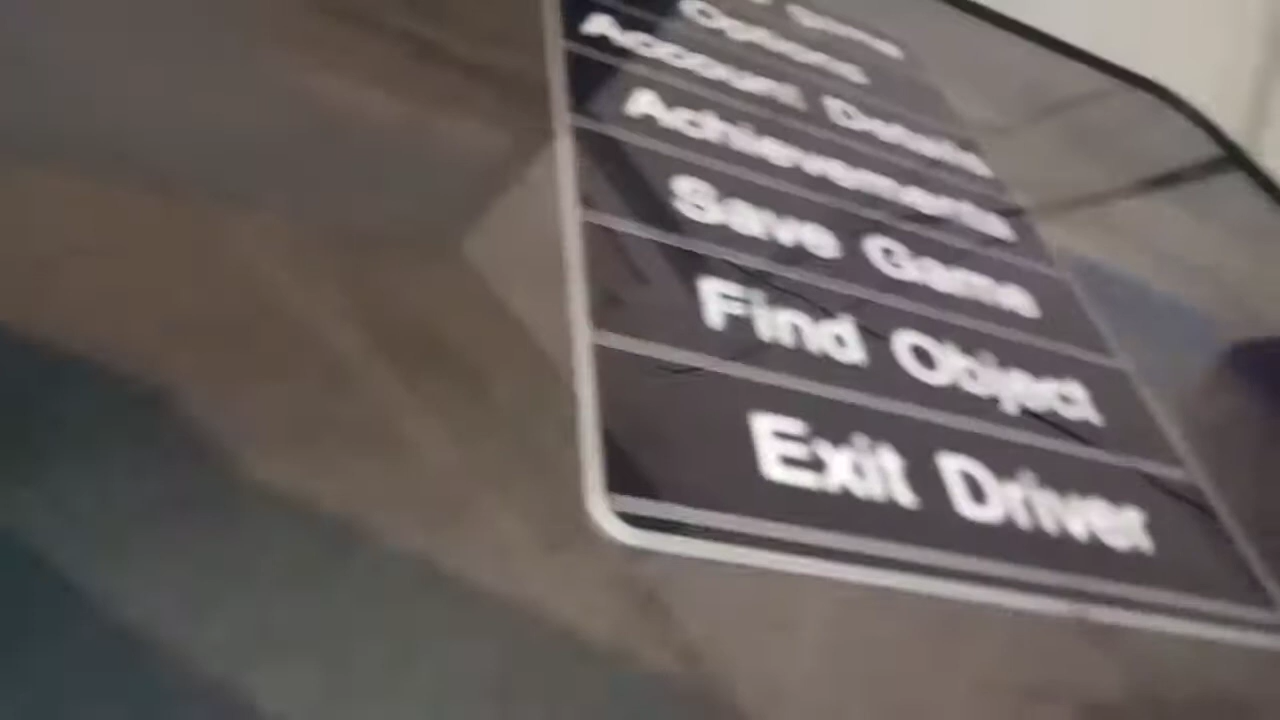 Options
Account Details
Achievements
Save Game
Find Object
Exit Driver